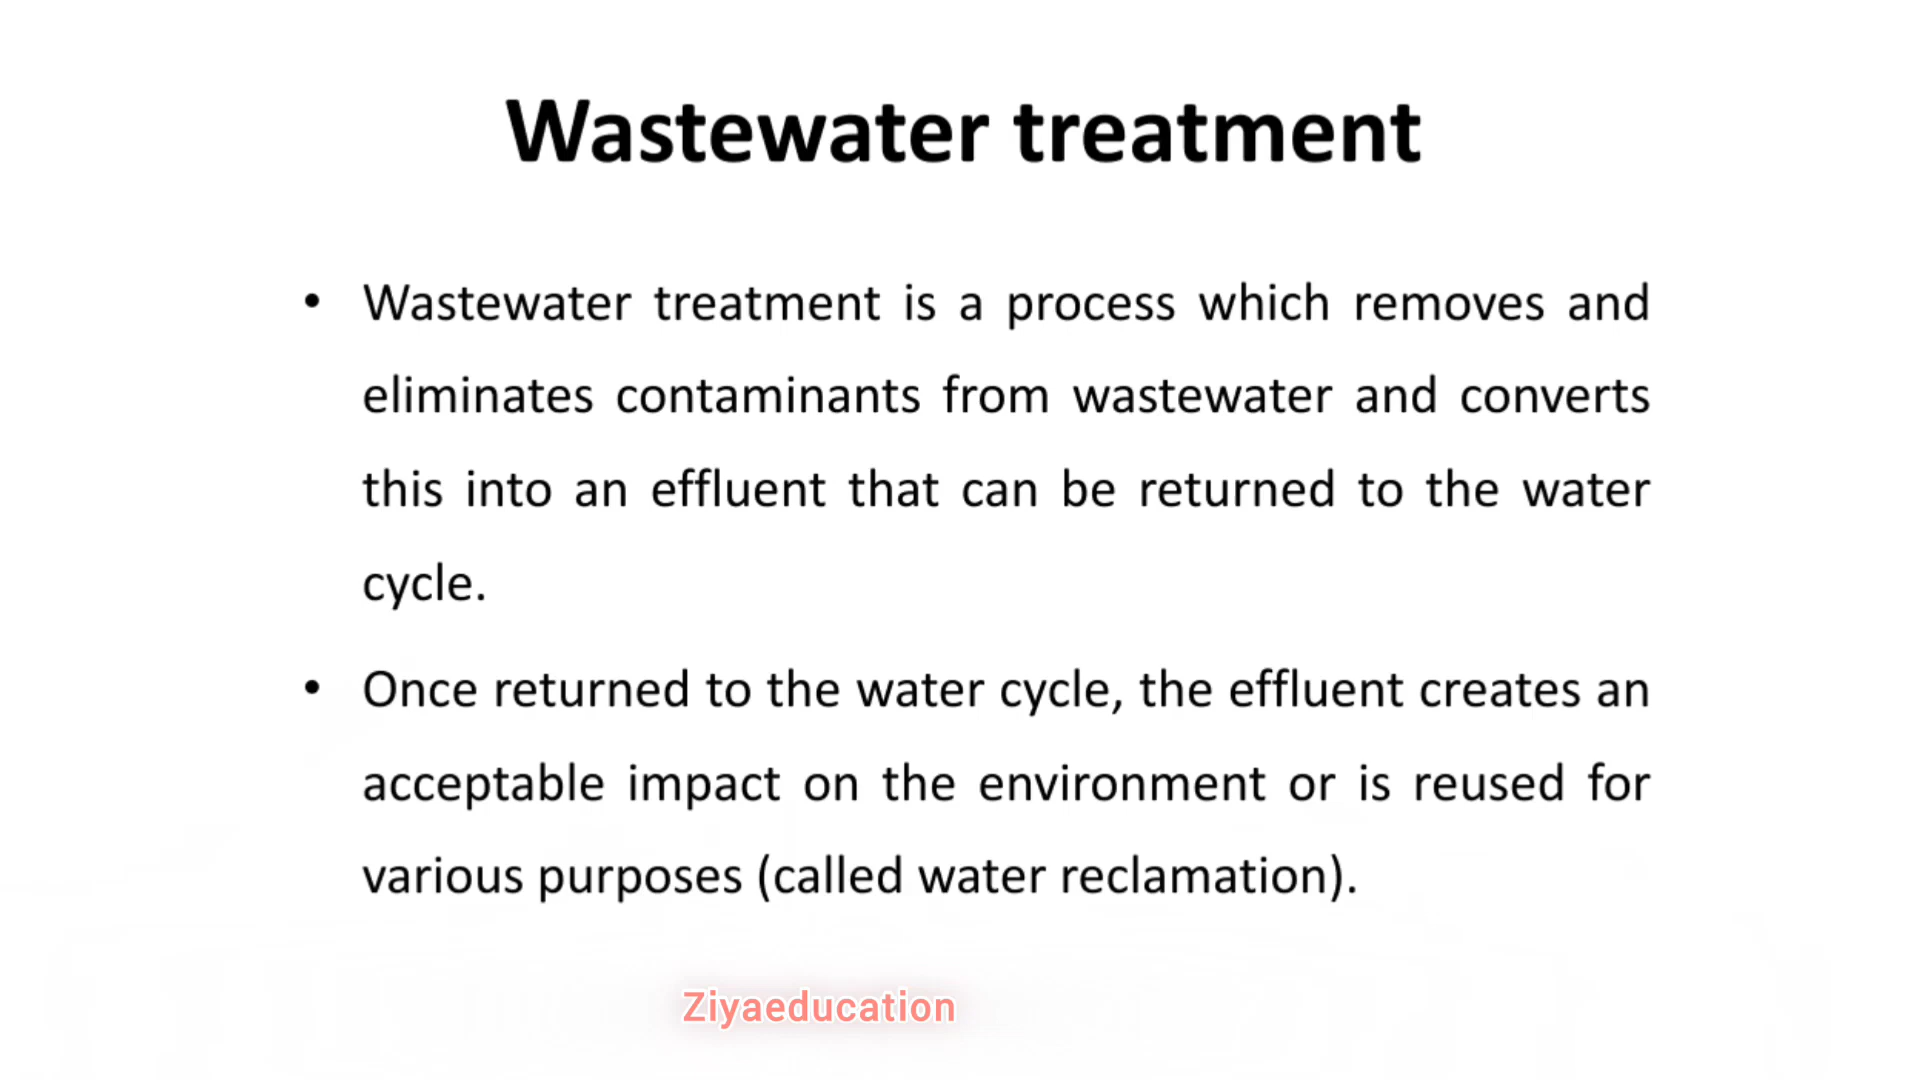 Wastewater treatment
• Wastewater treatment is a process which removes and
eliminates contaminants from wastewater and converts
this into an effluent that can be returned to the water
cycle.
• Once returned to the water cycle, the effluent creates an
acceptable impact on the environment or is reused for
various purposes (called water reclamation).
Ziyaeducation